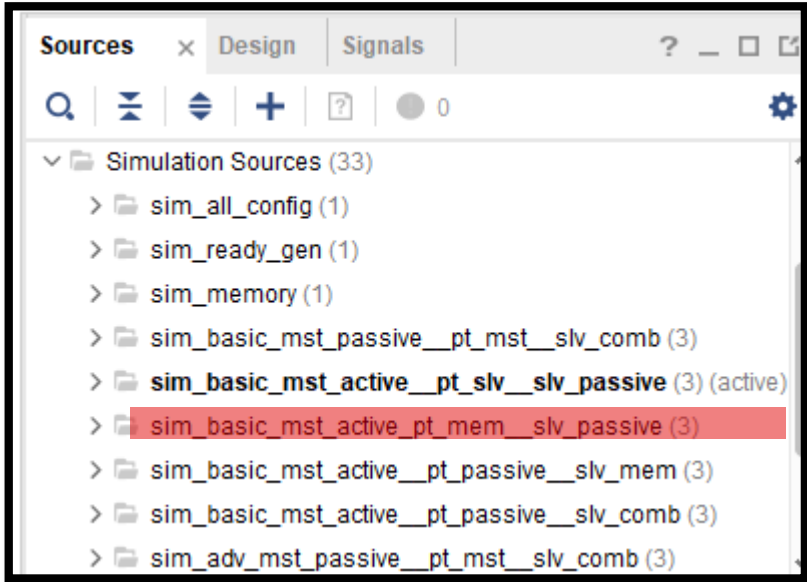 Sources × Design Signals ? _
0
Simulation Sources (33)
sim_all_config (1)
sim_ready_gen (1)
sim_memory (1)
sim_basic_mst_passive__pt_mst__slv_comb (3)
sim_basic_mst_active__pt_slv__slv_passive (3) (active)
sim_basic_mst_active_pt_mem__slv_passive (3)
sim_basic_mst_active__pt_passive__slv_mem (3)
sim_basic_mst_active__pt_passive__slv_comb (3)
sim_adv_mst_passive__pt_mst__slv_comb (3)